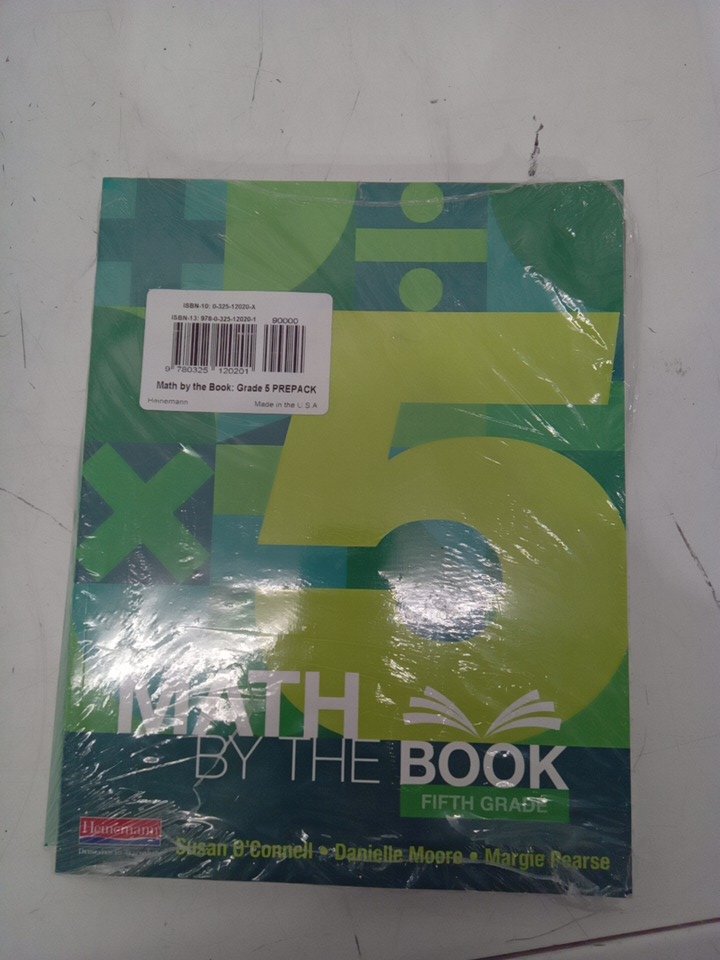 ISBN-10: 0-325-12020-X
ISBN-13: 978-0-325-12020-1
90000
9 780325 120201
Math by the Book: Grade 5 PREPACK
Heinemann Made in the U.S.A
5
MATH
BY THE BOOK
FIFTH GRADE
Heinemann
Susan O'Connell • Danielle Moore • Margie Pearse